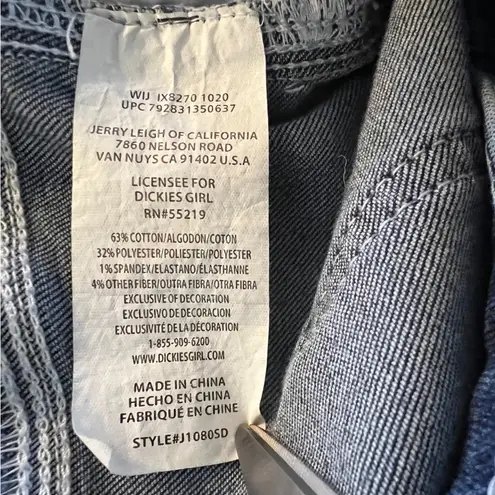 WIJ IX8270 1020
UPC 792831350637
JERRY LEIGH OF CALIFORNIA
7860 NELSON ROAD
VAN NUYS CA 91402 U.S.A
LICENSEE FOR
DICKIES GIRL
RN#55219
63% COTTON/ALGODON/COTON
32% POLYESTER/POLIESTER/POLYESTER
1% SPANDEX/ELASTANO/ÉLASTHANNE
4% OTHER FIBER/OUTRA FIBRA/OTRA FIBRA
EXCLUSIVE OF DECORATION
EXCLUSIVO DE DECORACION
EXCLUSIVITÉ DE LA DÉCORATION
1-855-909-6200
WWW.DICKIESGIRL.COM
MADE IN CHINA
HECHO EN CHINA
FABRIQUÉ EN CHINE
STYLE#J1080SD